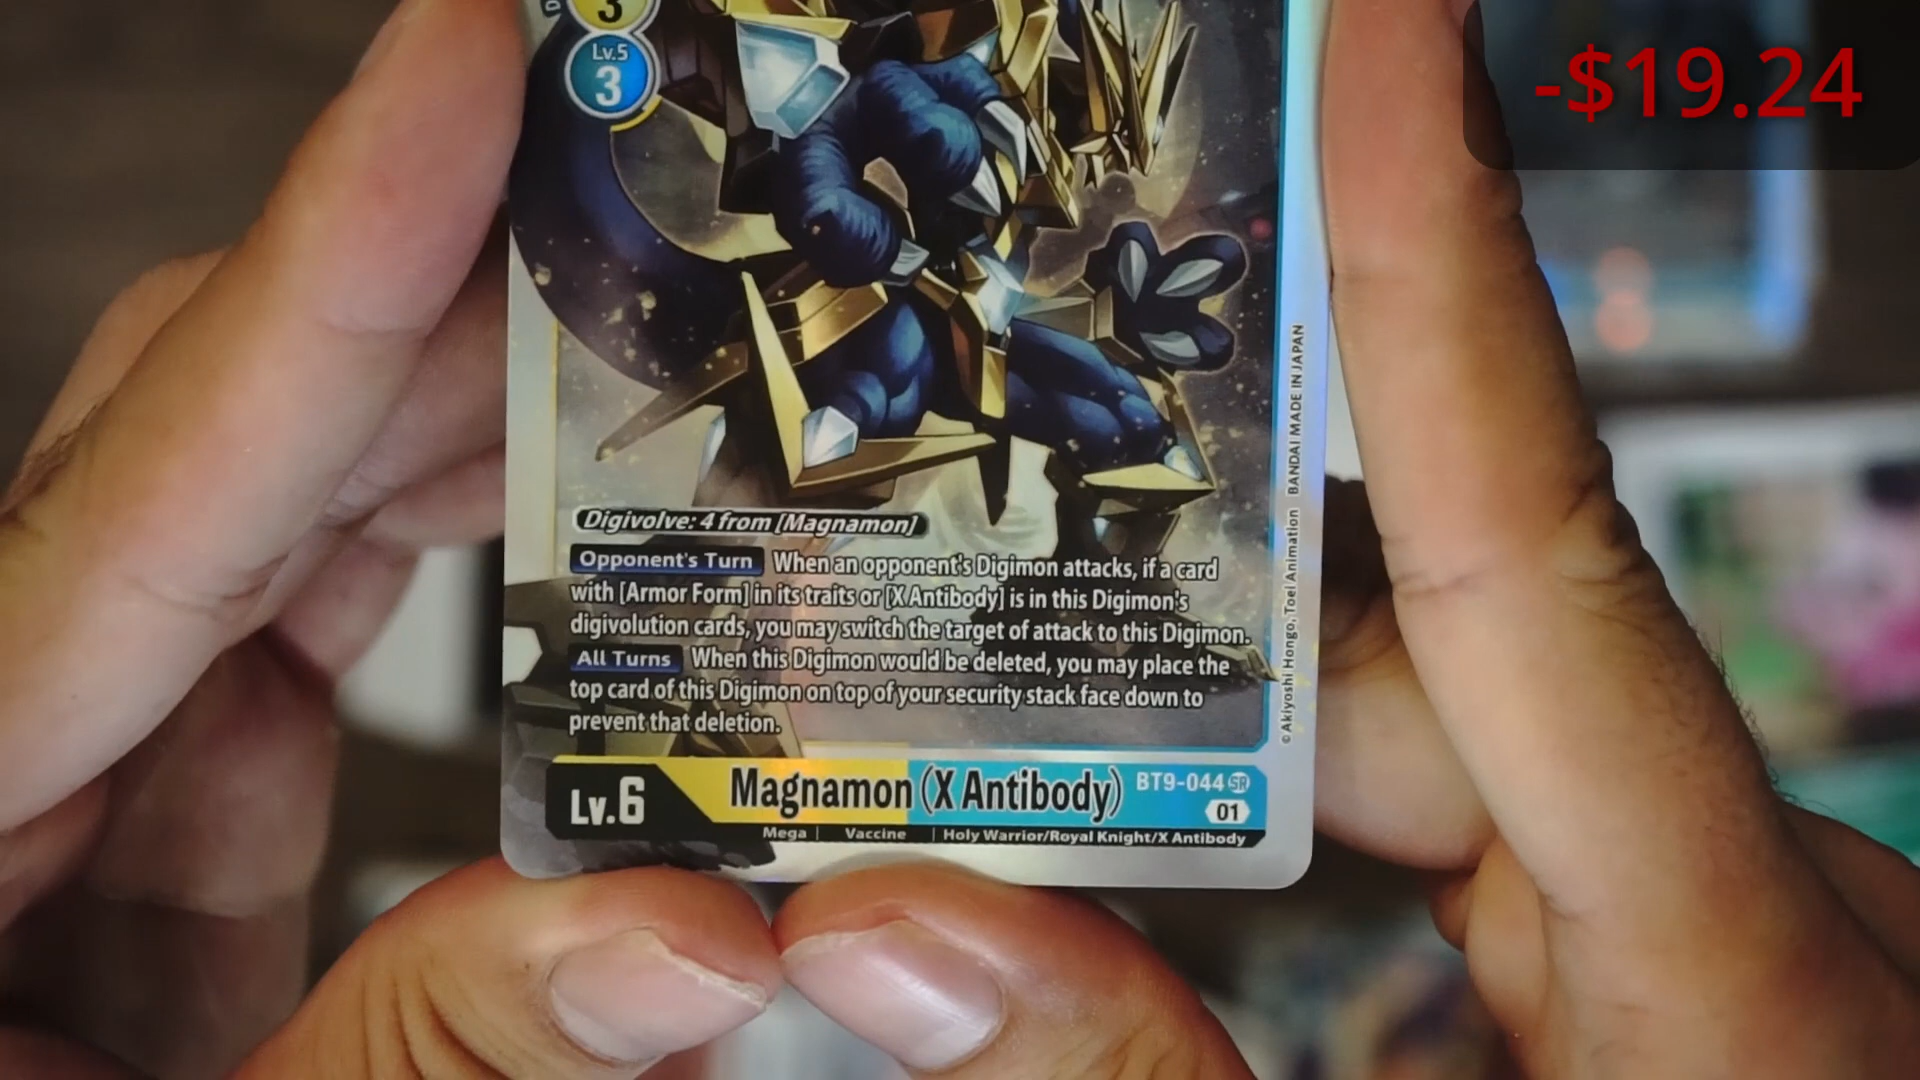 -$19.24
3
Lv.5
3
Digivolve: 4 from [Magnamon]
Opponent's Turn When an opponent's Digimon attacks, if a card
with [Armor Form] in its traits or [X Antibody] is in this Digimon's
digivolution cards, you may switch the target of attack to this Digimon.
All Turns When this Digimon would be deleted, you may place the
top card of this Digimon on top of your security stack face down to
prevent that deletion.
©Akiyoshi Hongo, Toei Animation BANDAI MADE IN JAPAN
Lv.6 Magnamon (X Antibody) BT9-044 SR
01
Mega | Vaccine | Holy Warrior/Royal Knight/X Antibody